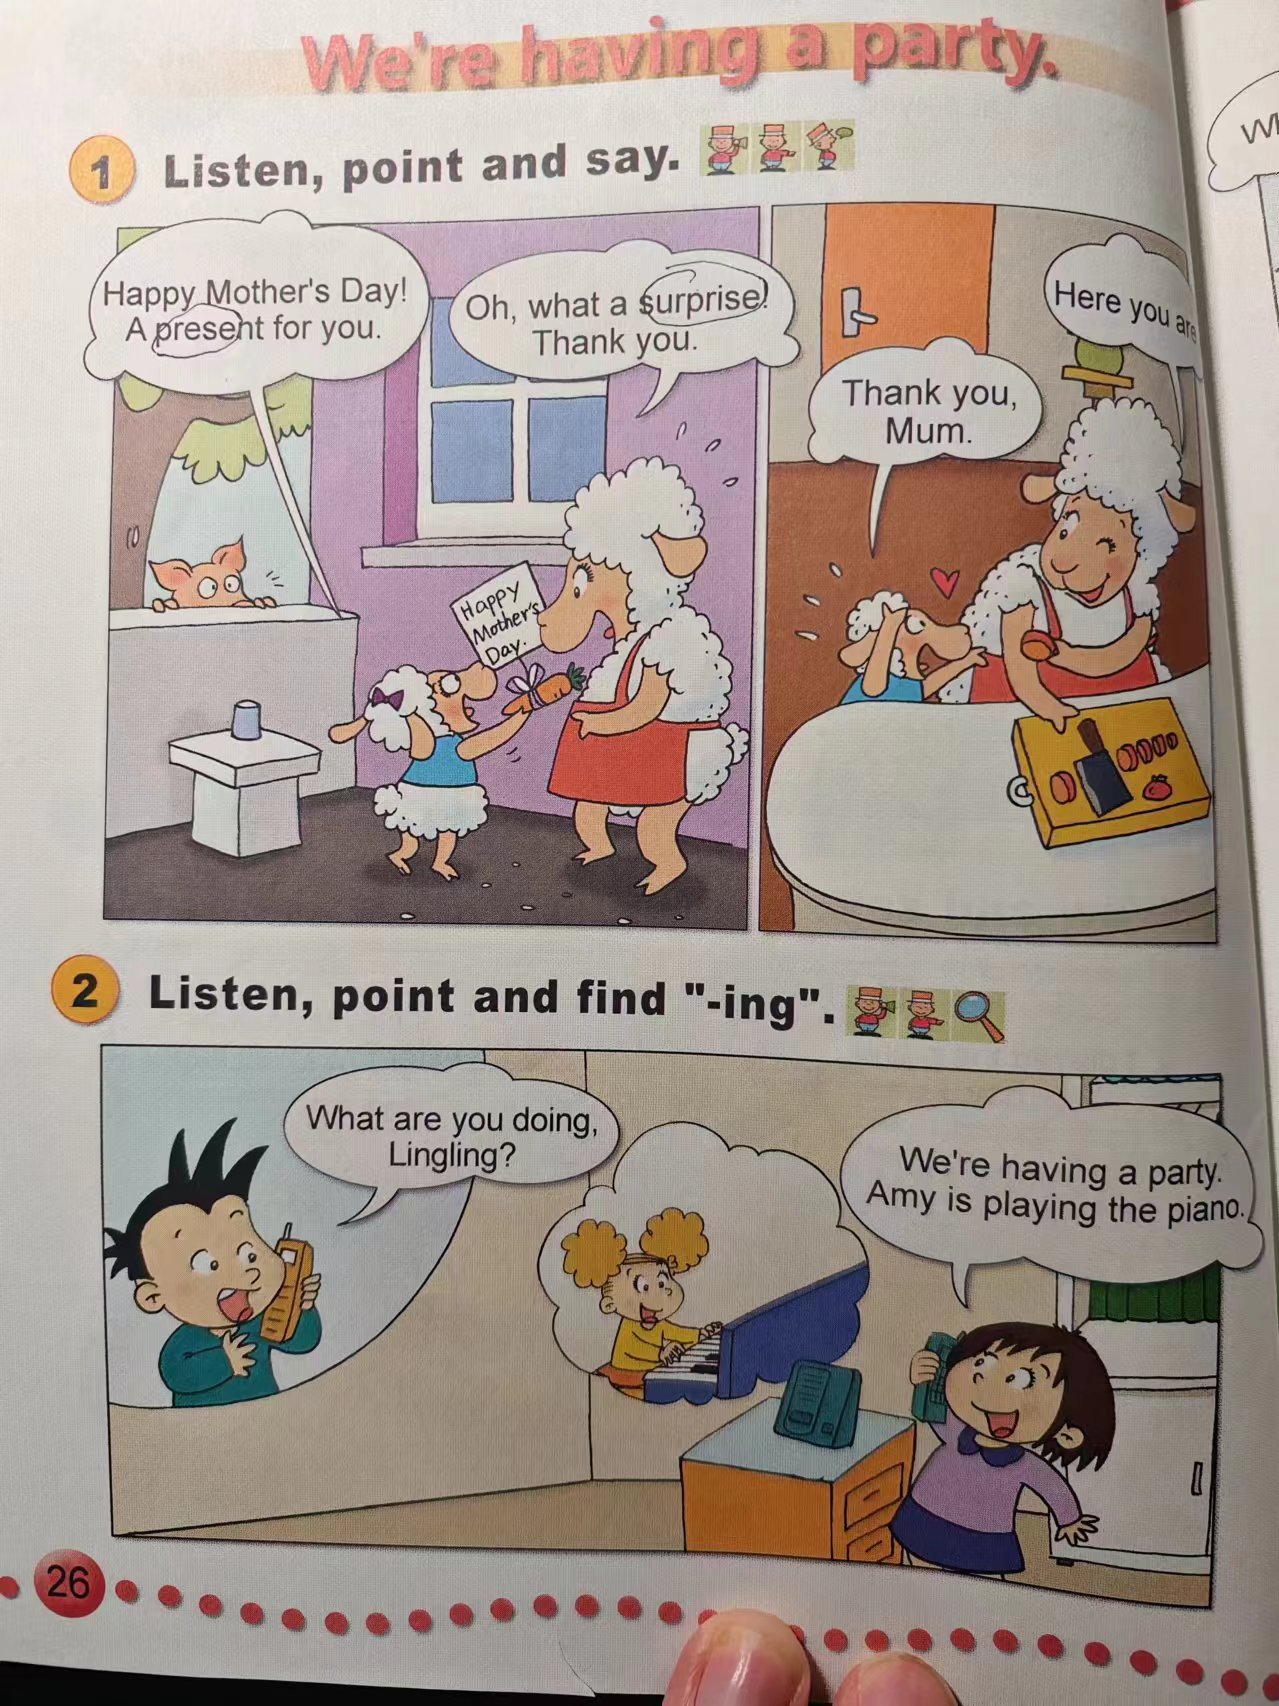 We're having a party.
1 Listen, point and say.
Happy Mother's Day!
A present for you.
Oh, what a surprise!
Thank you.
Here you are
Thank you,
Mum.
Happy
Mother's
Day.
2 Listen, point and find "-ing".
What are you doing,
Lingling?
We're having a party.
Amy is playing the piano.
26